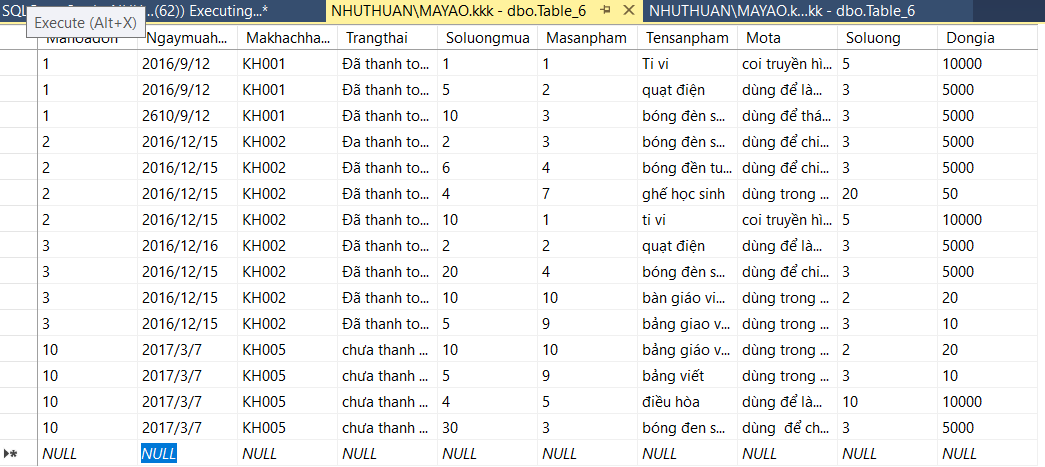 (62)) Executing...* NHUTHUAN\MAYAO.kkk - dbo.Table_6 NHUTHUAN\MAYAO.k...kk - dbo.Table_6
Execute (Alt+X)
Mahoadon Ngaymuah... Makhachha... Trangthai Soluongmua Masanpham Tensanpham Mota Soluong Dongia
1 2016/9/12 KH001 Đã thanh to... 1 1 Ti vi coi truyền hì... 5 10000
1 2016/9/12 KH001 Đã thanh to... 5 2 quạt điện dùng để là... 3 5000
1 2610/9/12 KH001 Đã thanh to... 10 3 bóng đèn s... dùng để thá... 3 5000
2 2016/12/15 KH002 Đa thanh to... 2 3 bóng đèn s... dùng để chi... 3 5000
2 2016/12/15 KH002 Đã thanh to... 6 4 bóng đền tu... dùng để chi... 3 5000
2 2016/12/15 KH002 Đã thanh to... 4 7 ghế học sinh dùng trong ... 20 50
2 2016/12/15 KH002 Đã thanh to... 10 1 ti vi coi truyền hì... 5 10000
3 2016/12/16 KH002 Đã thanh to... 2 2 quạt điện dùng để là... 3 5000
3 2016/12/15 KH002 Đã thanh to... 20 4 bóng đèn s... dùng để chi... 3 5000
3 2016/12/15 KH002 Đã thanh to... 10 10 bàn giáo vi... dùng trong ... 2 20
3 2016/12/15 KH002 Đã thanh to... 5 9 bảng giao v... dùng trong ... 3 10
10 2017/3/7 KH005 chưa thanh ... 10 10 bảng giáo v... dùng trong ... 2 20
10 2017/3/7 KH005 chưa thanh ... 5 9 bảng viết dùng trong ... 3 10
10 2017/3/7 KH005 chưa thanh ... 4 5 điều hòa dùng để là... 10 10000
10 2017/3/7 KH005 chưa thanh ... 30 3 bóng đen s... dùng để ch... 3 5000
NULL NULL NULL NULL NULL NULL NULL NULL NULL NULL